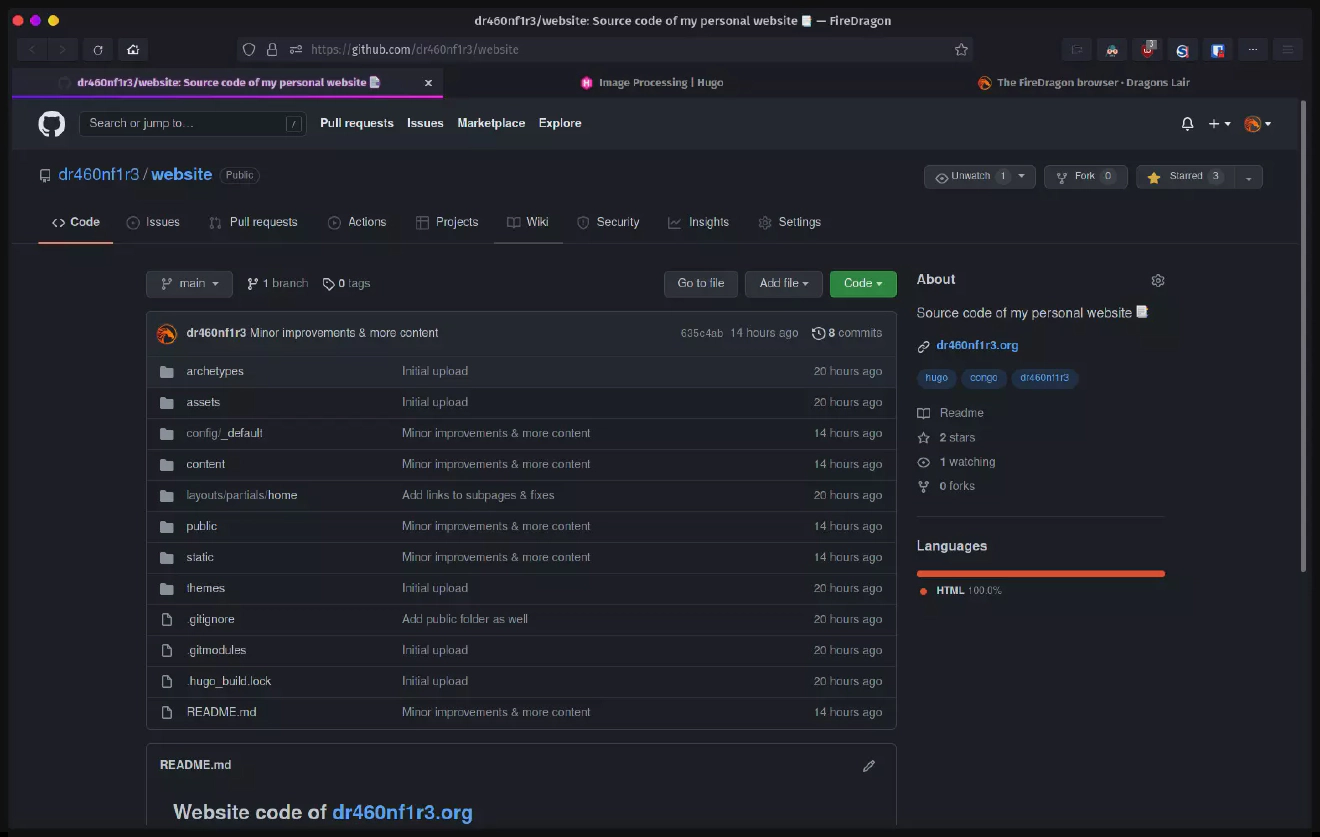 dr460nf1r3/website: Source code of my personal website 📑 — FireDragon
https://github.com/dr460nf1r3/website
3
dr460nf1r3/website: Source code of my personal website 📑
Image Processing | Hugo
The FireDragon browser · Dragons Lair
Search or jump to... /
Pull requests Issues Marketplace Explore
dr460nf1r3 / website Public
Unwatch 1 Fork 0 Starred 3
Code Issues Pull requests Actions Projects Wiki Security Insights Settings
main 1 branch 0 tags Go to file Add file Code
dr460nf1r3 Minor improvements & more content 635c4ab 14 hours ago 8 commits
archetypes Initial upload 20 hours ago
assets Initial upload 20 hours ago
config/_default Minor improvements & more content 14 hours ago
content Minor improvements & more content 14 hours ago
layouts/partials/home Add links to subpages & fixes 20 hours ago
public Minor improvements & more content 14 hours ago
static Minor improvements & more content 14 hours ago
themes Initial upload 20 hours ago
.gitignore Add public folder as well 20 hours ago
.gitmodules Initial upload 20 hours ago
.hugo_build.lock Initial upload 20 hours ago
README.md Minor improvements & more content 14 hours ago
README.md
Website code of dr460nf1r3.org
About
Source code of my personal website 📑
dr460nf1r3.org
hugo congo dr460nf1r3
Readme
2 stars
1 watching
0 forks
Languages
HTML 100.0%